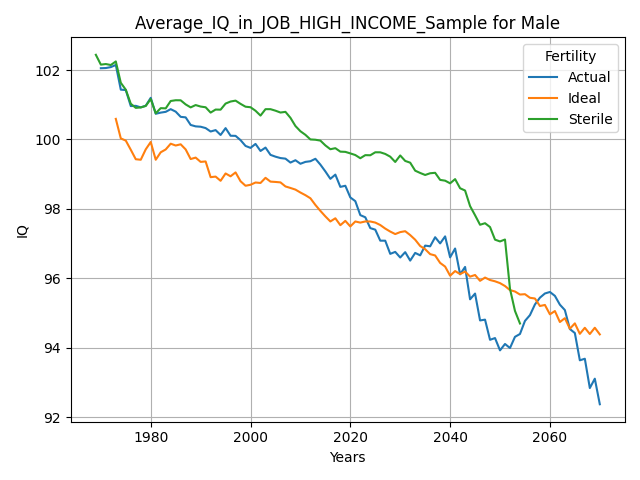 Average_IQ_in_JOB_HIGH_INCOME_Sample for Male
Fertility
Actual
Ideal
Sterile
102
100
98
96
94
92
IQ
1980
2000
2020
2040
2060
Years